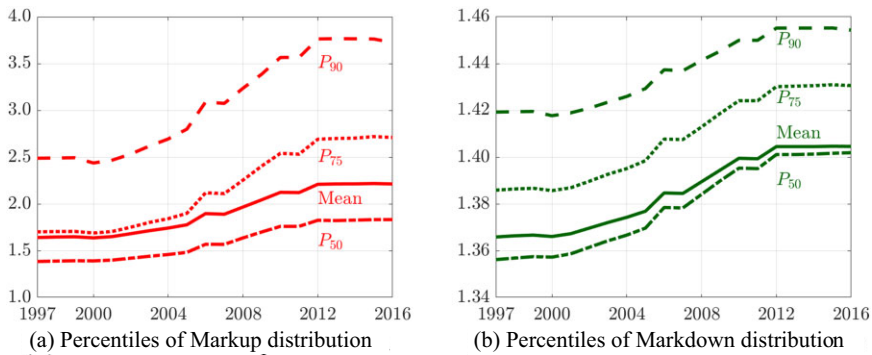 4.0
3.5
3.0
2.5
2.0
1.5
1.0
P90
P75
Mean
P50
1997 2000 2004 2008 2012 2016
(a) Percentiles of Markup distribution
1.46
1.44
1.42
1.40
1.38
1.36
1.34
P90
P75
Mean
P50
1997 2000 2004 2008 2012 2016
(b) Percentiles of Markdown distribution